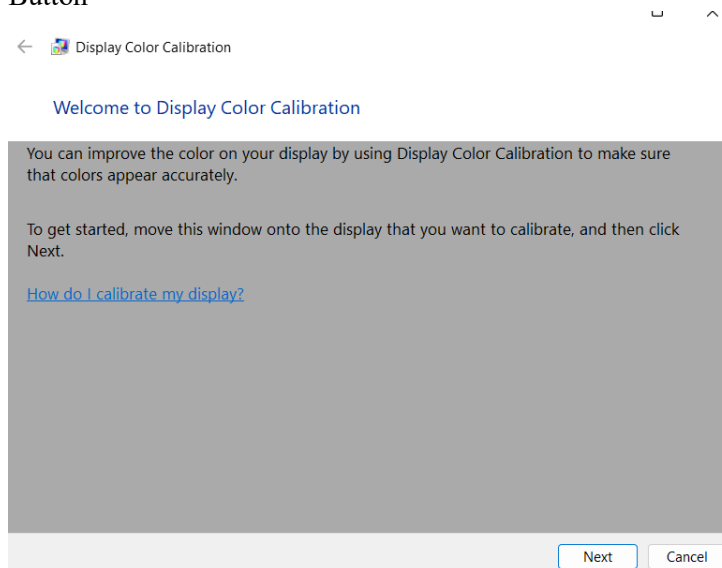 Button
Display Color Calibration
Welcome to Display Color Calibration
You can improve the color on your display by using Display Color Calibration to make sure
that colors appear accurately.
To get started, move this window onto the display that you want to calibrate, and then click
Next.
How do I calibrate my display?
Next Cancel